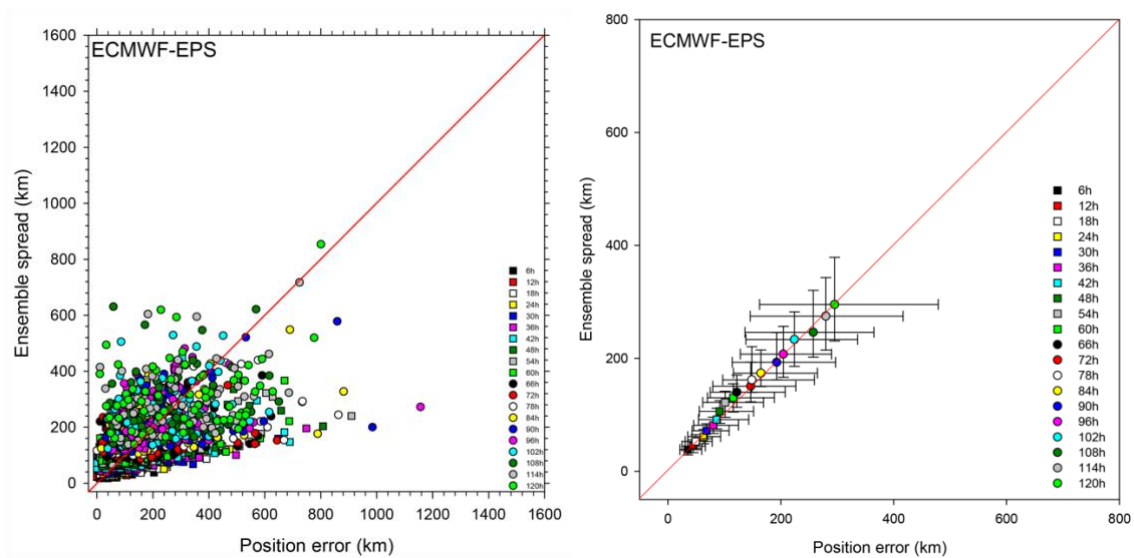 ECMWF-EPS
1600
1400
1200
1000
800
600
400
200
0
Ensemble spread (km)
0 200 400 600 800 1000 1200 1400 1600
Position error (km)
6h
12h
18h
24h
30h
36h
42h
48h
54h
60h
66h
72h
78h
84h
90h
96h
102h
108h
114h
120h
ECMWF-EPS
800
600
400
200
0
Ensemble spread (km)
0 200 400 600 800
Position error (km)
6h
12h
18h
24h
30h
36h
42h
48h
54h
60h
66h
72h
78h
84h
90h
96h
102h
108h
114h
120h